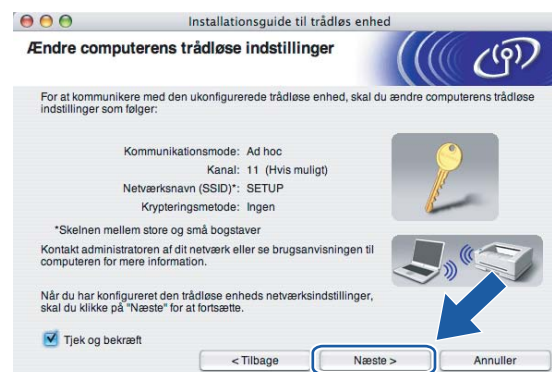 Installationsguide til trådløs enhed
Ændre computerens trådløse indstillinger
For at kommunikere med den ukonfigurerede trådløse enhed, skal du ændre computerens trådløse
indstillinger som følger:
Kommunikationsmode: Ad hoc
Kanal: 11 (Hvis muligt)
Netværksnavn (SSID)*: SETUP
Krypteringsmetode: Ingen
*Skelnen mellem store og små bogstaver
Kontakt administratoren af dit netværk eller se brugsanvisningen til
computeren for mere information.
Når du har konfigureret den trådløse enheds netværksindstillinger,
skal du klikke på "Næste" for at fortsætte.
Tjek og bekræft
< Tilbage Næste > Annuller